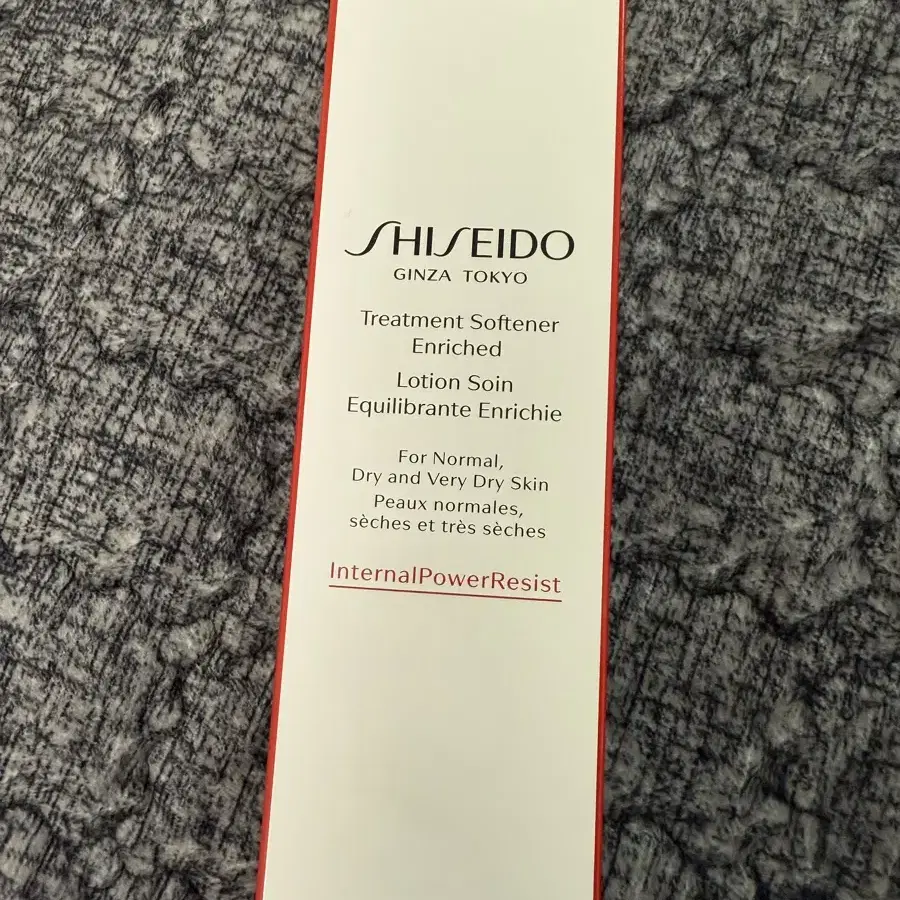 SHISEIDO
GINZA TOKYO
Treatment Softener
Enriched
Lotion Soin
Equilibrante Enrichie
For Normal,
Dry and Very Dry Skin
Peaux normales,
sèches et très sèches
InternalPowerResist